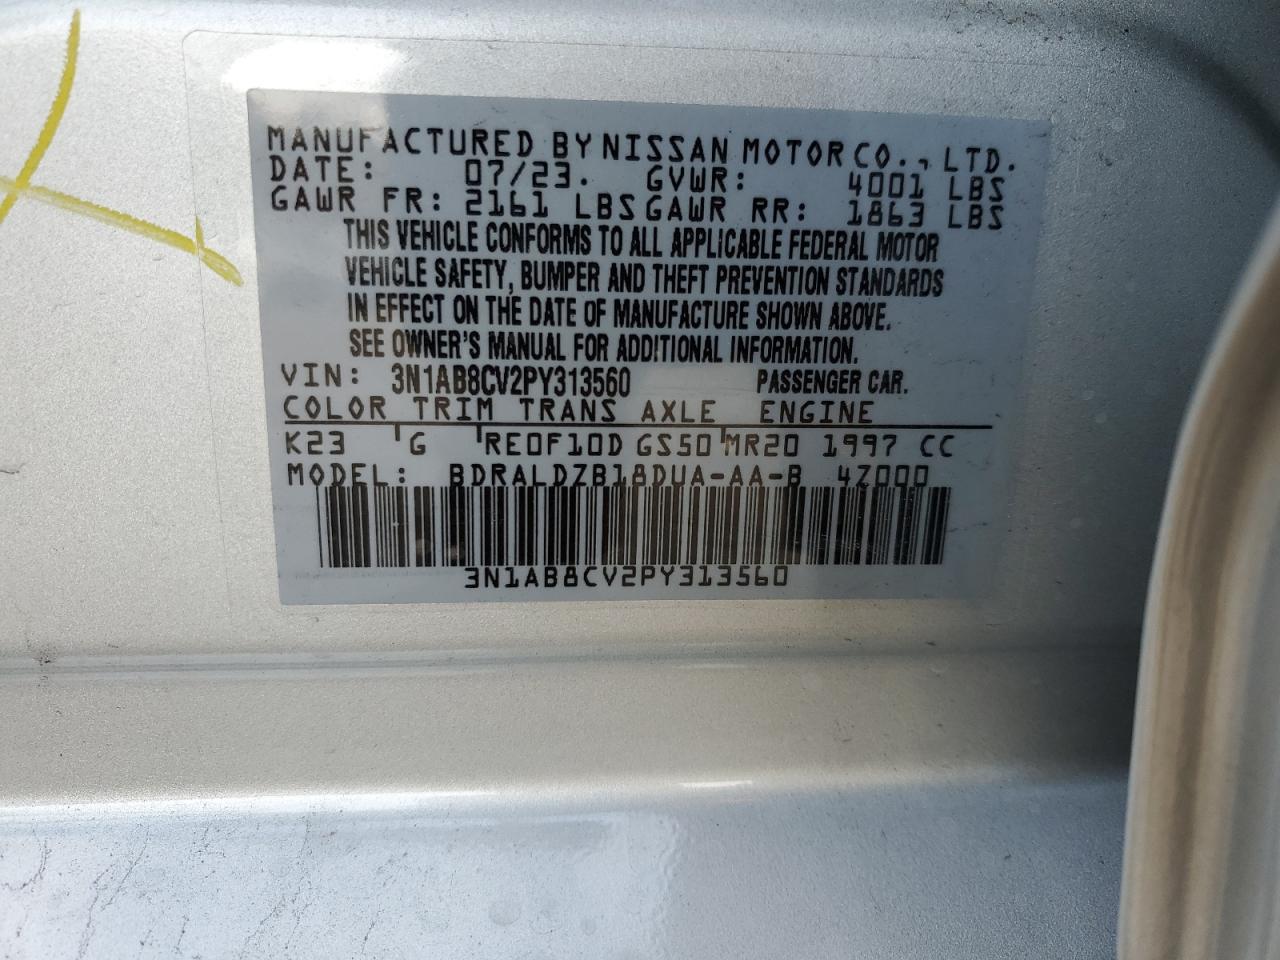 MANUFACTURED BY NISSAN MOTOR CO., LTD.
DATE: 07/23. GVWR: 4001 LBS
GAWR FR: 2161 LBS GAWR RR: 1863 LBS
THIS VEHICLE CONFORMS TO ALL APPLICABLE FEDERAL MOTOR
VEHICLE SAFETY, BUMPER AND THEFT PREVENTION STANDARDS
IN EFFECT ON THE DATE OF MANUFACTURE SHOWN ABOVE.
SEE OWNER'S MANUAL FOR ADDITIONAL INFORMATION.
VIN: 3N1AB8CV2PY313560 PASSENGER CAR.
COLOR TRIM TRANS AXLE ENGINE
K23 G RE0F10D GS50 MR20 1997 CC
MODEL: BDRALDZB18DUA-AA-B 4Z000
3N1AB8CV2PY313560